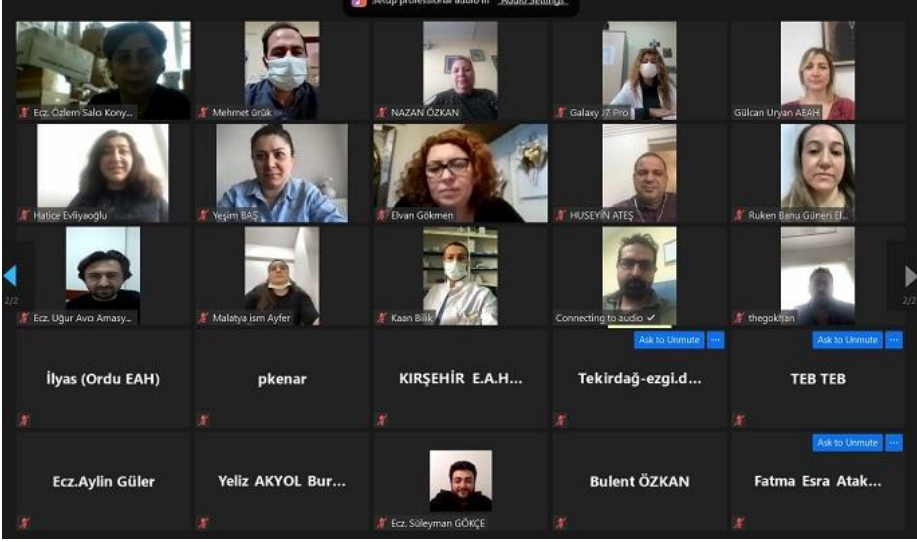 Setup professional audio in Audio Settings
Ecz. Özlem Salcı Kony...
Mehmet ürük
NAZAN ÖZKAN
Galaxy J7 Pro
Gülcan Uryan AEAH
Hatice Evliyaoğlu
Yeşim BAŞ
Elvan Gökmen
HÜSEYİN ATEŞ
Ruken Banu Güneri El...
2/2
2/2
Ecz. Uğur Avcı Amasy...
Malatya ism Ayfer
Kaan Bilik
Connecting to audio
thegokhan
Ask to Unmute ...
Ask to Unmute ...
İlyas (Ordu EAH)
pkenar
KIRŞEHİR E.A.H...
Tekirdağ-ezgi.d...
TEB TEB
Ask to Unmute ...
Ecz.Aylin Güler
Yeliz AKYOL Bur...
Ecz. Süleyman GÖKÇE
Bulent ÖZKAN
Fatma Esra Atak...